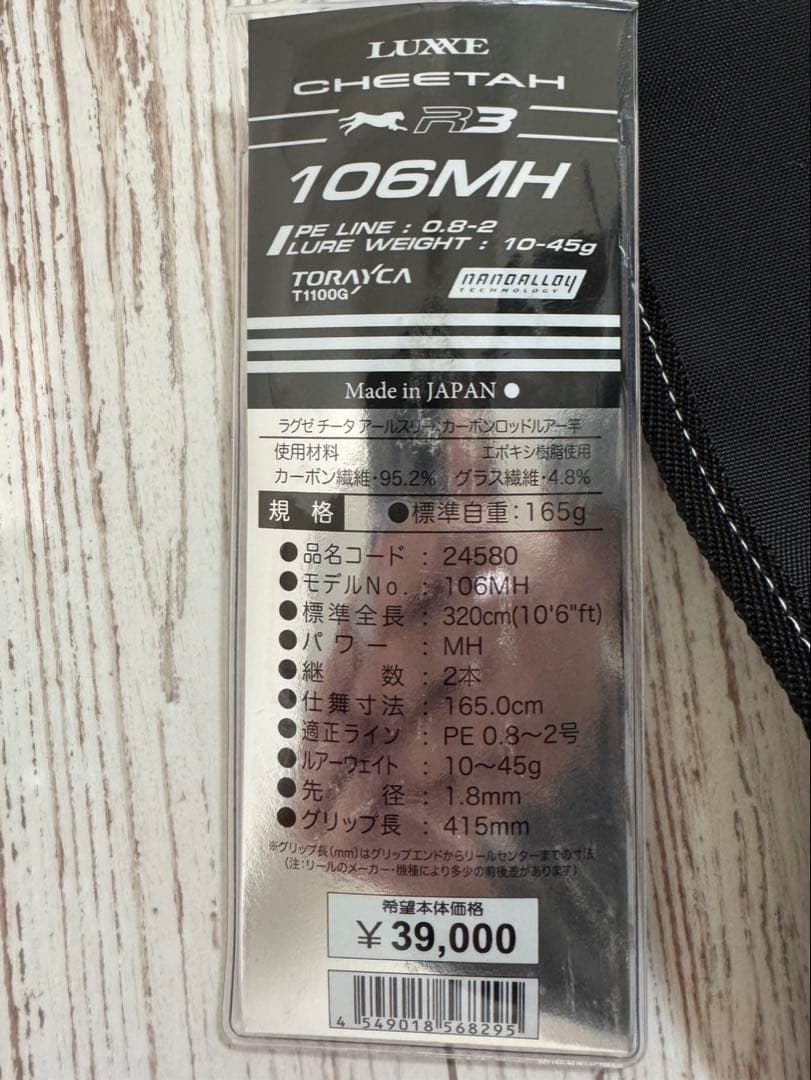 LUXXE
CHEETAH
R3
106MH
PE LINE : 0.8-2
LURE WEIGHT : 10-45g
TORAYCA
T1100G
NANOALLOY
TECHNOLOGY
Made in JAPAN ●
ラグゼ チータ アールスリー:カーボンロッドルアー竿
使用材料 エポキシ樹脂使用
カーボン繊維・95.2% グラス繊維・4.8%
規格 ●標準自重:165g
●品名コード : 24580
●モデルNo. : 106MH
●標準全長 : 320cm(10'6"ft)
●パワー : MH
●継数 : 2本
●仕舞寸法 : 165.0cm
●適正ライン : PE 0.8〜2号
●ルアーウェイト : 10〜45g
●先径 : 1.8mm
●グリップ長 : 415mm
※グリップ長(mm)はグリップエンドからリールセンターまでの寸法
(注:リールのメーカー・機種により多少の前後差があります)
希望本体価格
¥39,000
4 549018 568295